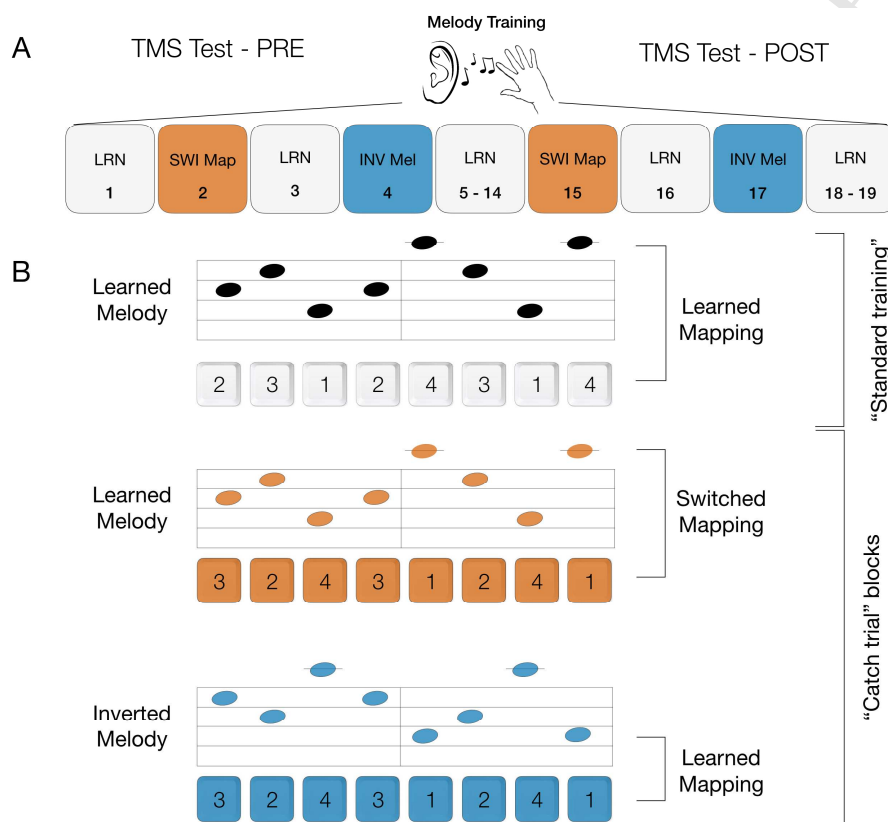 Melody Training
A
TMS Test - PRE
TMS Test - POST
LRN
1
SWI Map
2
LRN
3
INV Mel
4
LRN
5 - 14
SWI Map
15
LRN
16
INV Mel
17
LRN
18 - 19
B
Learned
Melody
2 3 1 2 4 3 1 4
Learned
Mapping
"Standard training"
Learned
Melody
3 2 4 3 1 2 4 1
Switched
Mapping
"Catch trial" blocks
Inverted
Melody
3 2 4 3 1 2 4 1
Learned
Mapping